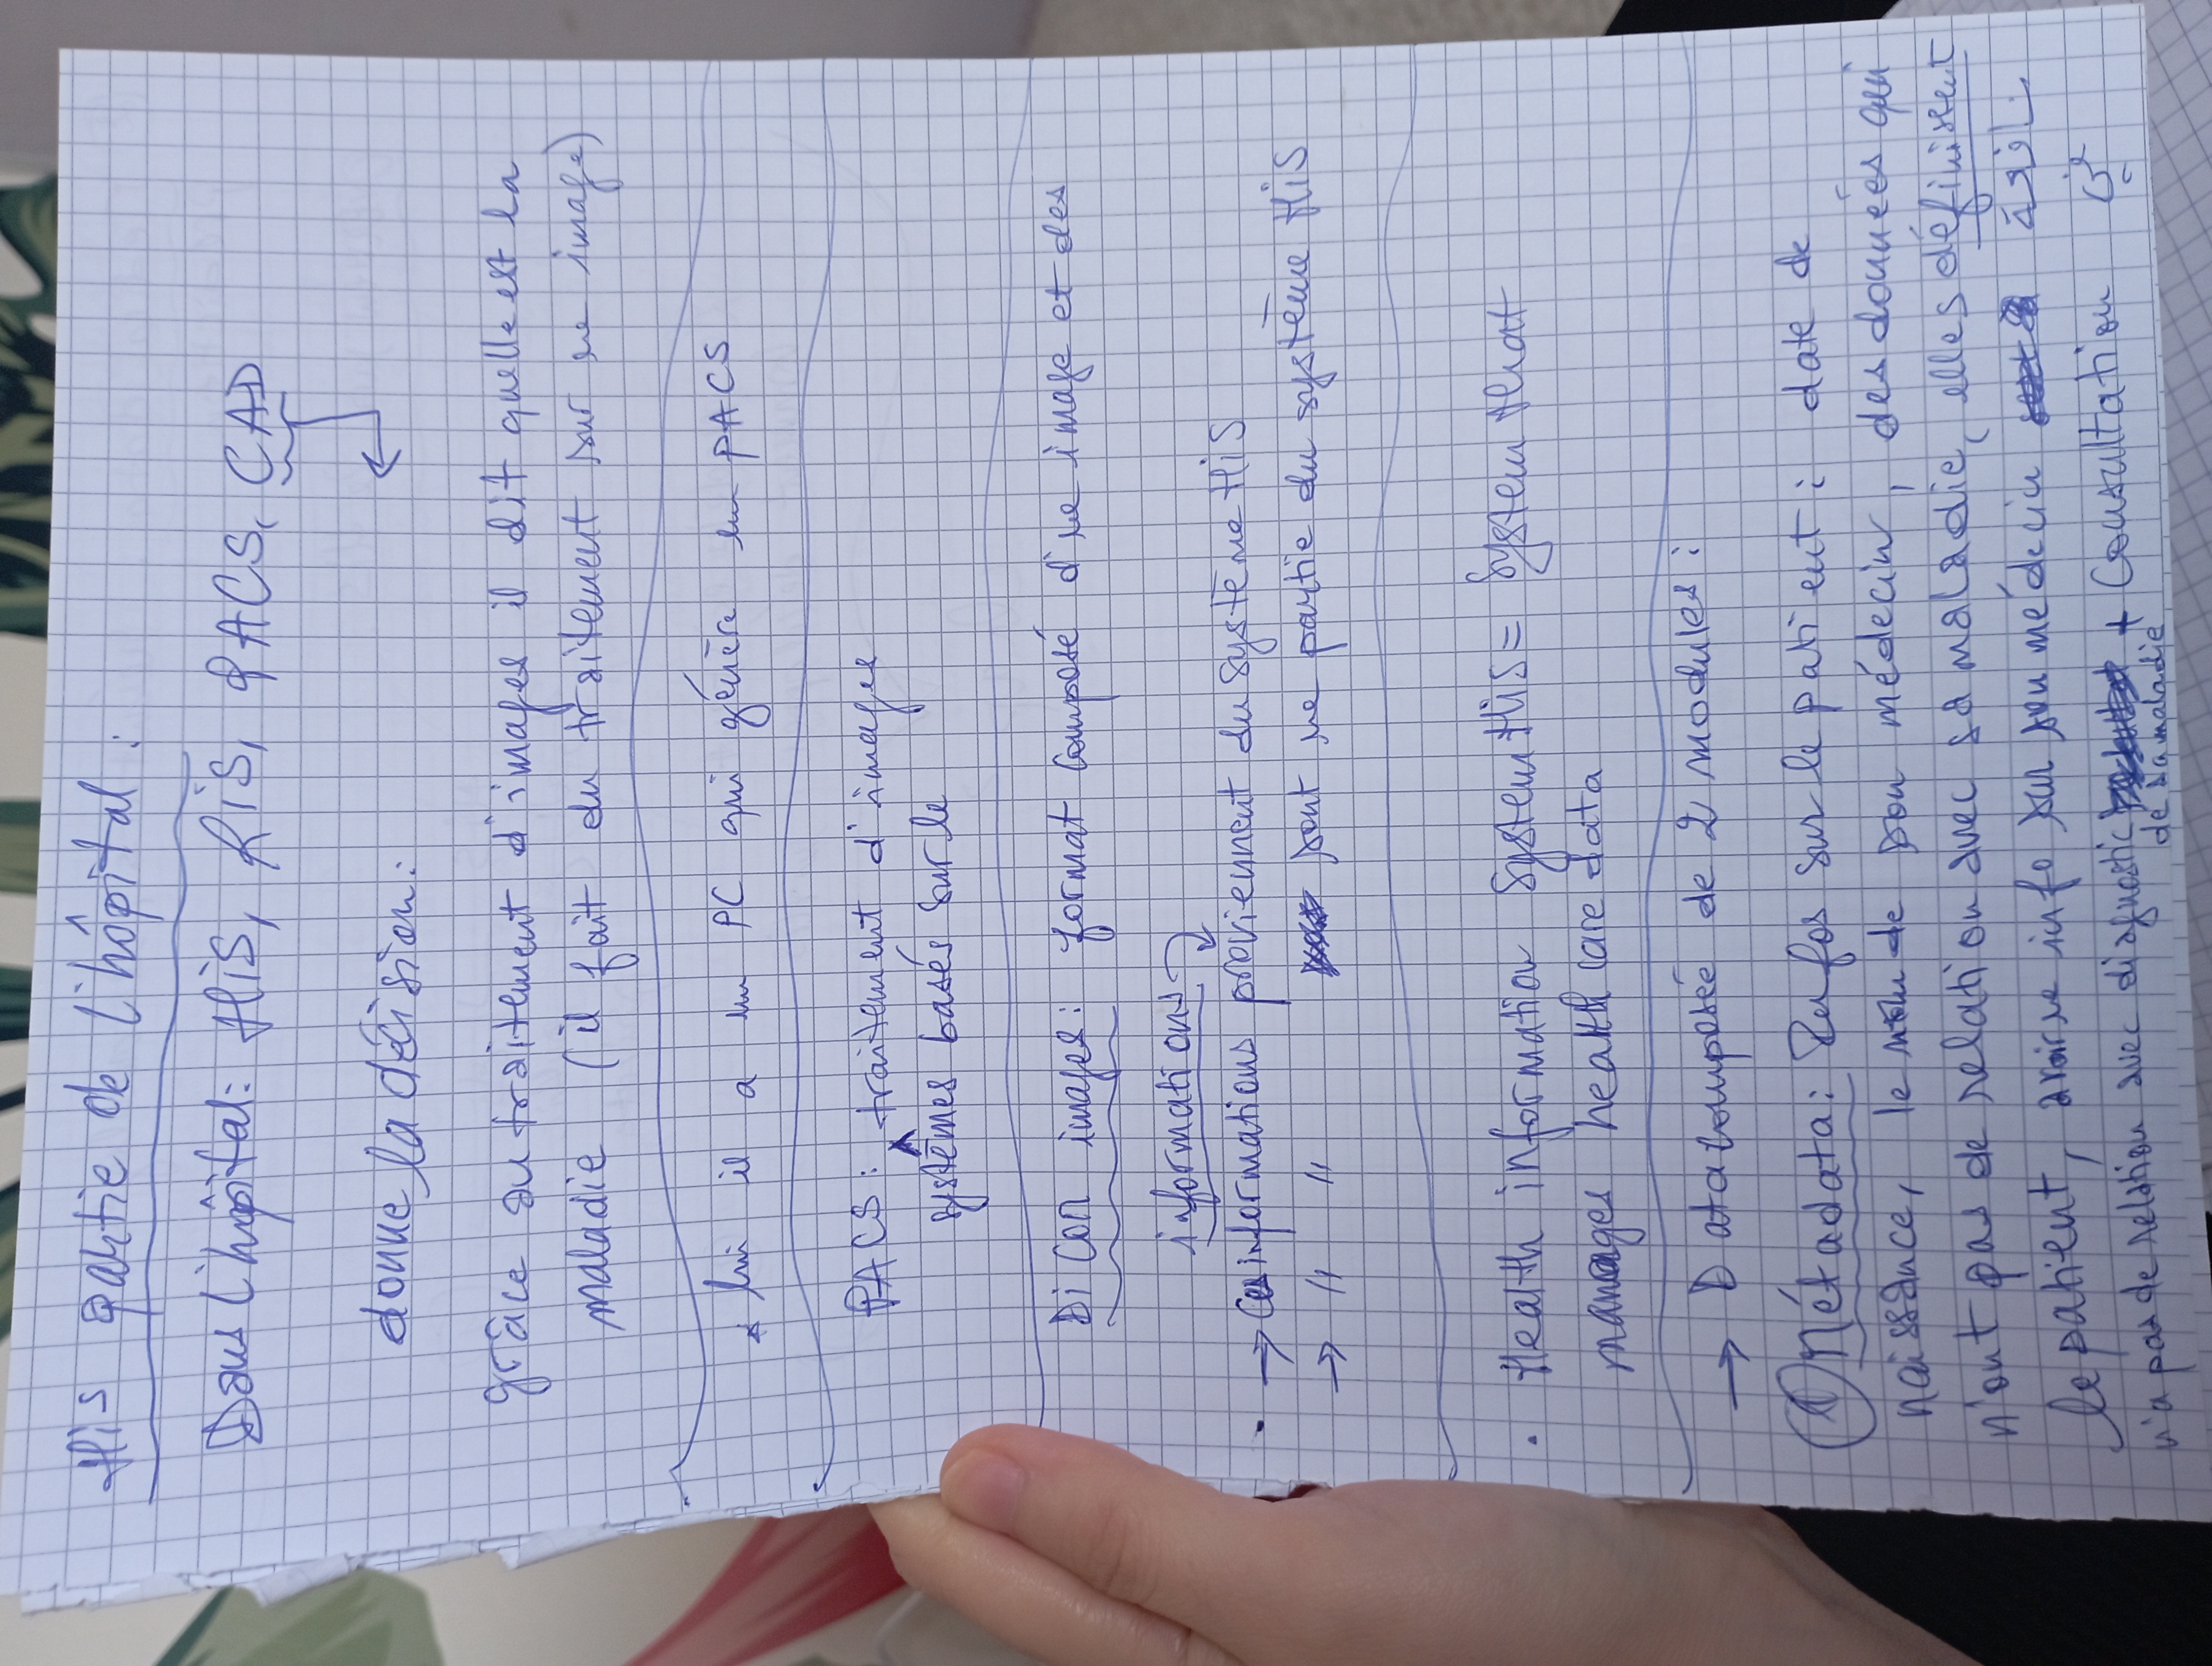 His partie de l'hôpital :
Dans l'hôpital: HiS, RiS, PACS, CAD
donne la décision.
grâce au traitement d'images il dit quelle est la
maladie (il fait du traitement sur une image)
lui il a un PC qui génère un PACS
PACS : traitement d'images
systèmes basés sur le
Di Com images : format composé d'une image et des
informations
→ Ces informations proviennent du système HiS
→ " " sont une partie du système HiS
. Health information System HiS = System that
manages health care data
→ Data composée de 2 modules :
① Métadata : Infos sur le patient : date de
naissance, le nom de son médecin, des données qui
n'ont pas de relation avec sa maladie, elles définissent
le patient, avoir une info sur son médecin
n'a pas de relation avec diagnostic + Consultation
de sa maladie